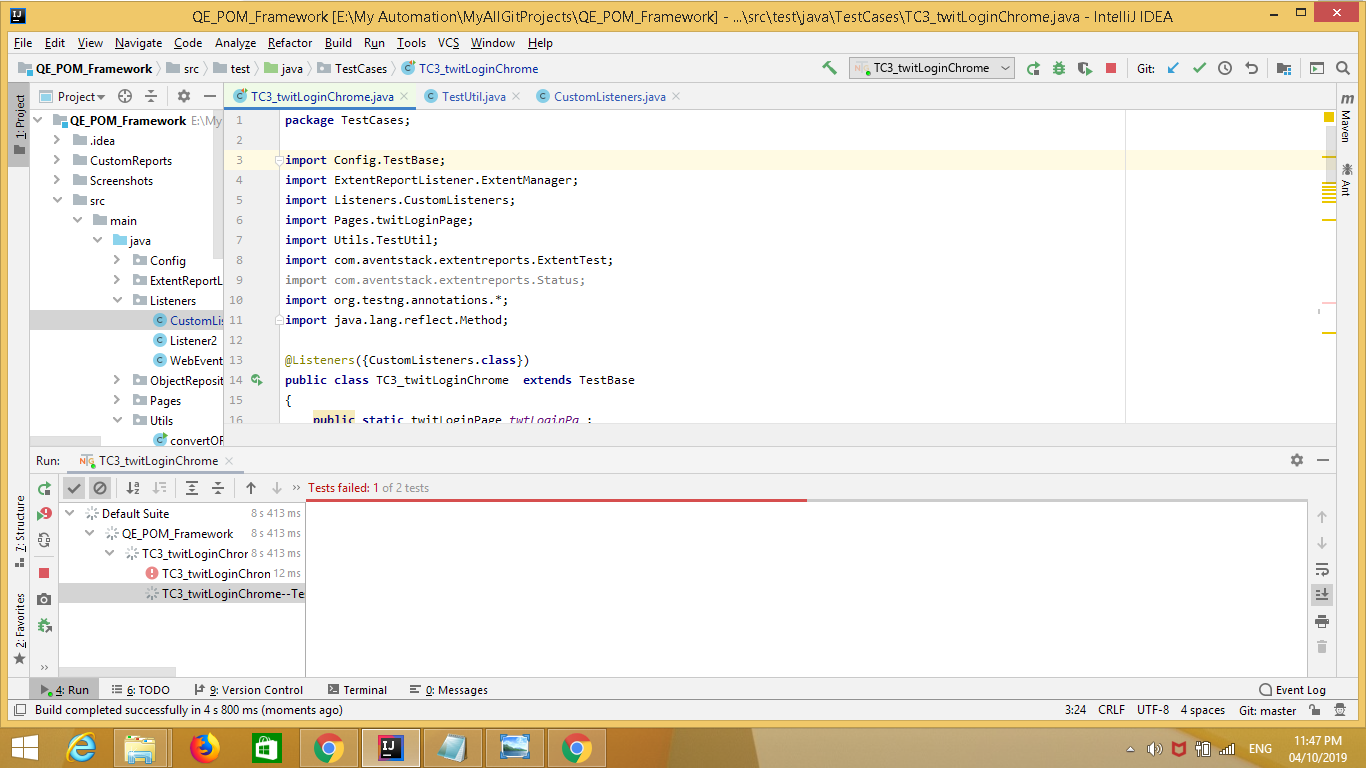 QE_POM_Framework [E:\My Automation\MyAllGitProjects\QE_POM_Framework] - ...\src\test\java\TestCases\TC3_twitLoginChrome.java - IntelliJ IDEA
File Edit View Navigate Code Analyze Refactor Build Run Tools VCS Window Help
QE_POM_Framework src test java TestCases TC3_twitLoginChrome
TC3_twitLoginChrome Git:
1: Project
Project
TC3_twitLoginChrome.java TestUtil.java CustomListeners.java
QE_POM_Framework E:\My
.idea
CustomReports
Screenshots
src
main
java
Config
ExtentReportL
Listeners
CustomLis
Listener2
WebEvent
ObjectReposit
Pages
Utils
convertOF
1 package TestCases;
2
3 import Config.TestBase;
4 import ExtentReportListener.ExtentManager;
5 import Listeners.CustomListeners;
6 import Pages.twitLoginPage;
7 import Utils.TestUtil;
8 import com.aventstack.extentreports.ExtentTest;
9 import com.aventstack.extentreports.Status;
10 import org.testng.annotations.*;
11 import java.lang.reflect.Method;
12
13 @Listeners({CustomListeners.class})
14 public class TC3_twitLoginChrome  extends TestBase
15 {
16 public static twitLoginPage twtLoginPa ;
Maven
Ant
Run: TC3_twitLoginChrome
Tests failed: 1 of 2 tests
Default Suite 8 s 413 ms
QE_POM_Framework 8 s 413 ms
TC3_twitLoginChror 8 s 413 ms
TC3_twitLoginChron 12 ms
TC3_twitLoginChrome--Te
7: Structure
2: Favorites
4: Run 6: TODO 9: Version Control Terminal 0: Messages Event Log
Build completed successfully in 4 s 800 ms (moments ago) 3:24 CRLF UTF-8 4 spaces Git: master
ENG
11:47 PM
04/10/2019